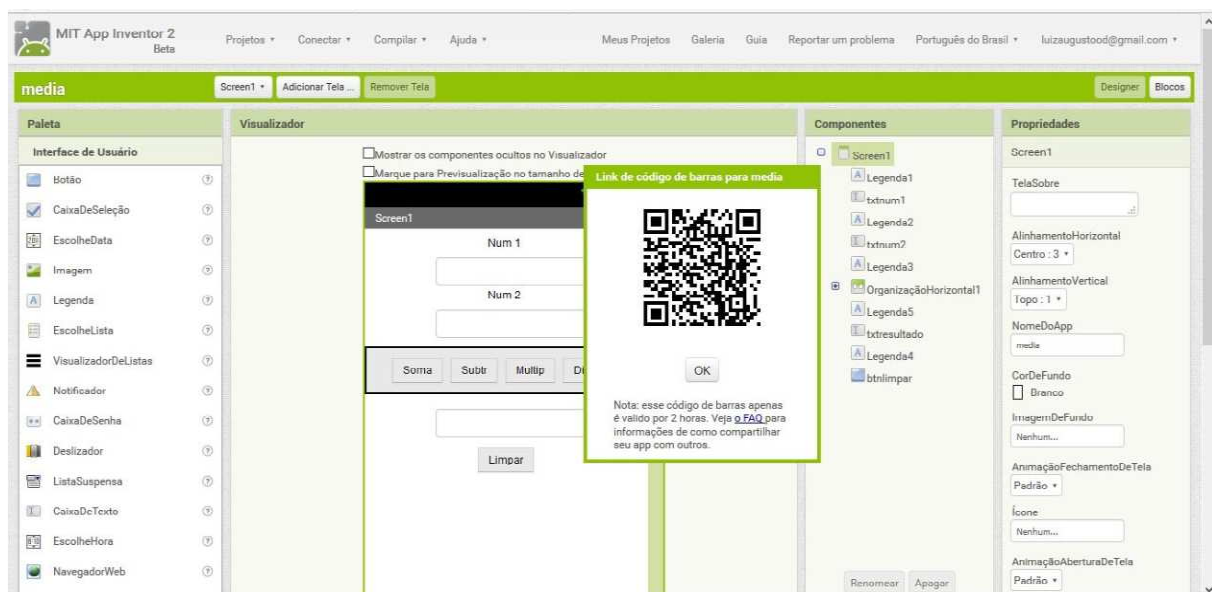 MIT App Inventor 2
Beta
Projetos Conectar Compilar Ajuda Meus Projetos Galeria Guia Reportar um problema Português do Brasil luizaugustood@gmail.com
media Screen1 Adicionar Tela ... Remover Tela Designer Blocos
Paleta
Interface de Usuário
Botão
CaixaDeSeleção
EscolheData
Imagem
Legenda
EscolheLista
VisualizadorDeListas
Notificador
CaixaDeSenha
Deslizador
ListaSuspensa
CaixaDeTexto
EscolheHora
NavegadorWeb
Visualizador
Mostrar os componentes ocultos no Visualizador
Marque para Previsualização no tamanho de
Screen1
Num 1
Num 2
Soma Subtr Multip Di
Limpar
Link de código de barras para media
OK
Nota: esse código de barras apenas
é valido por 2 horas. Veja o FAQ para
informações de como compartilhar
seu app com outros.
Componentes
Screen1
Legenda1
txtnum1
Legenda2
txtnum2
Legenda3
OrganizaçãoHorizontal1
Legenda5
txtresultado
Legenda4
btnlimpar
Renomear Apagar
Propriedades
Screen1
TelaSobre
AlinhamentoHorizontal
Centro : 3
AlinhamentoVertical
Topo : 1
NomeDoApp
media
CorDeFundo
Branco
ImagemDeFundo
Nenhum...
AnimaçãoFechamentoDeTela
Padrão
Ícone
Nenhum...
AnimaçãoAberturaDeTela
Padrão